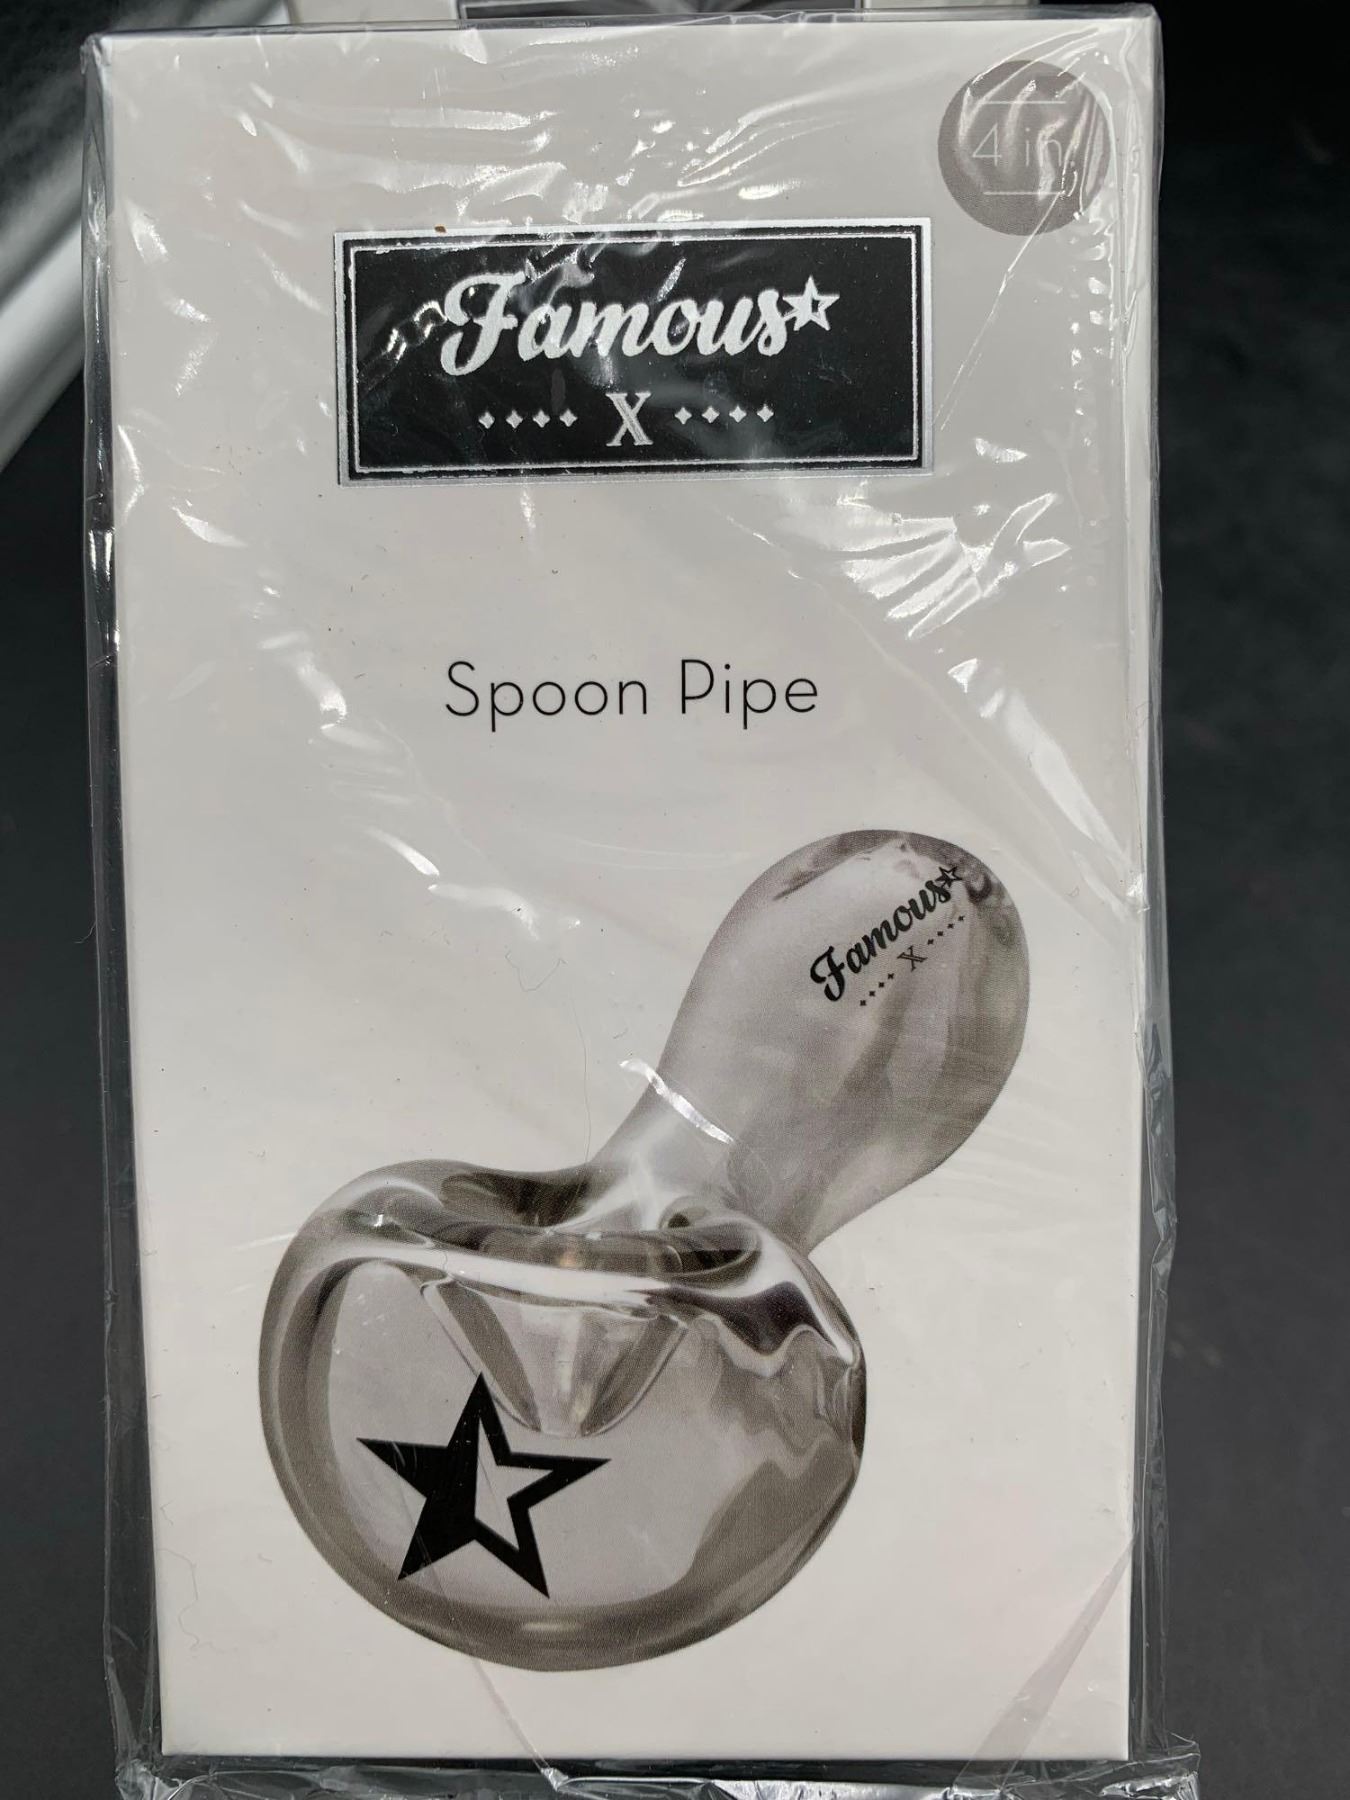 4 in.
Famous
X
Spoon Pipe
Famous
X